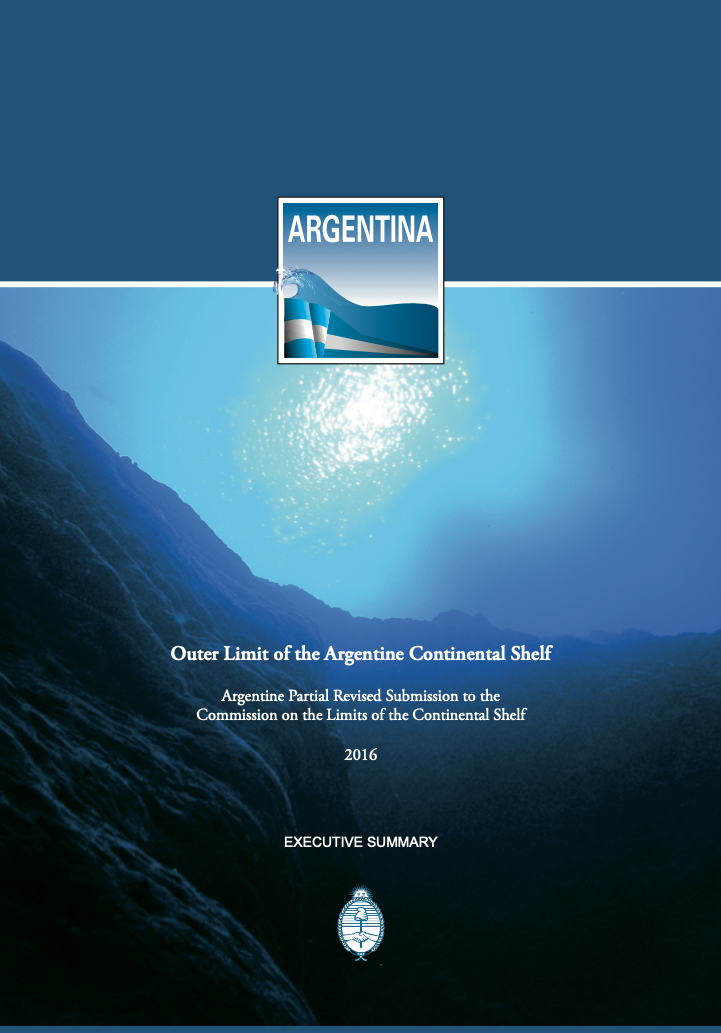 ARGENTINA
Outer Limit of the Argentine Continental Shelf
Argentine Partial Revised Submission to the
Commission on the Limits of the Continental Shelf
2016
EXECUTIVE SUMMARY